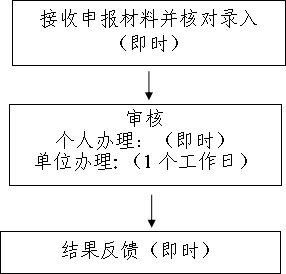 接收申报材料并核对录入
（即时）
审核
个人办理：（即时）
单位办理:（1 个工作日）
结果反馈（即时）